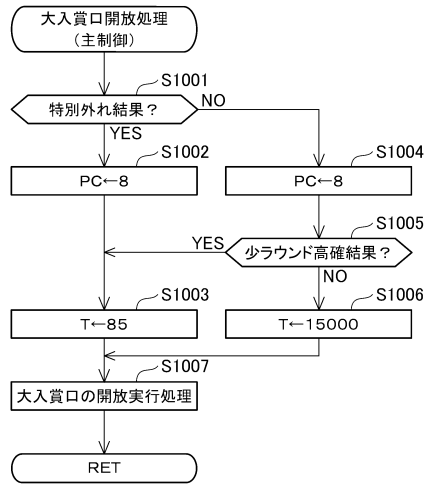 大入賞口開放処理
（主制御）
S1001
特別外れ結果？
NO
YES
S1002
PC←8
S1004
PC←8
S1005
YES
少ラウンド高確結果？
NO
S1003
T←85
S1006
T←15000
S1007
大入賞口の開放実行処理
RET